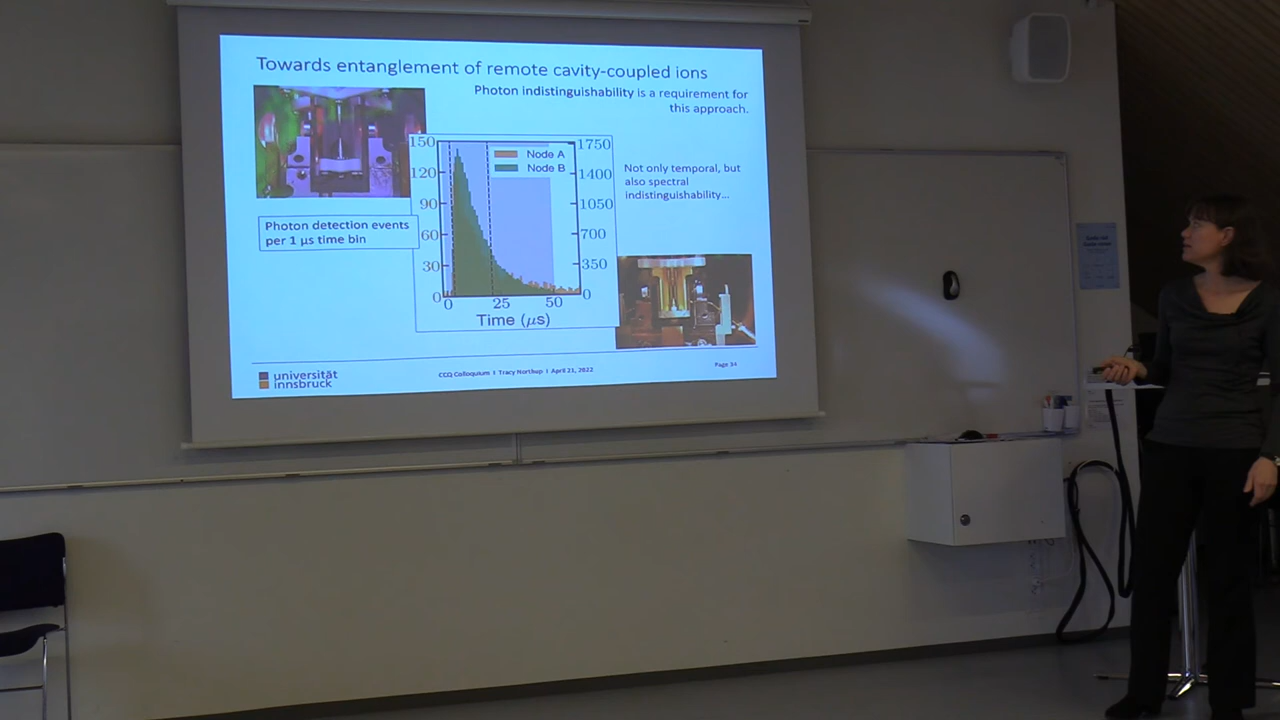 Towards entanglement of remote cavity-coupled ions
Photon indistinguishability is a requirement for
this approach.
150
120
90
60
30
0
1750
1400
1050
700
350
0
Node A
Node B
0
25
50
Time (μs)
Not only temporal, but
also spectral
indistinguishability...
Photon detection events
per 1 μs time bin
universität
innsbruck
CCQ Colloquium I Tracy Northup I April 21, 2022
Page 34